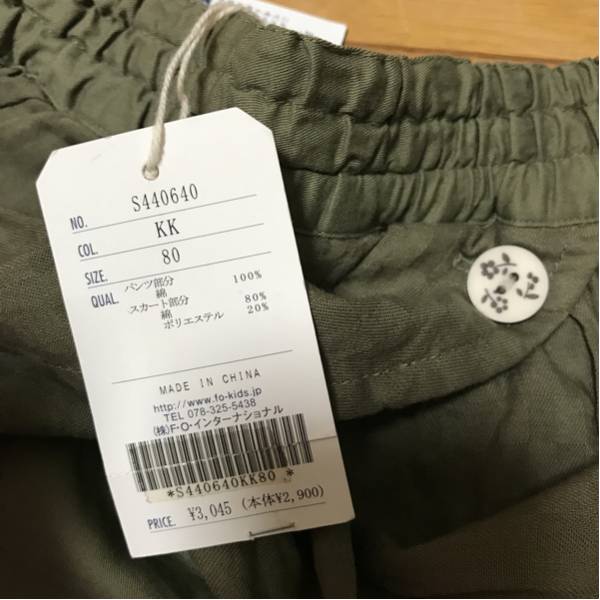 NO. S440640
COL. KK
SIZE. 80
QUAL. パンツ部分
綿 100%
スカート部分
綿 80%
ポリエステル 20%
MADE IN CHINA
http://www.fo-kids.jp
TEL 078-325-5438
(株)F・O・インターナショナル
*S440640KK80*
PRICE. ¥3,045 (本体¥2,900)